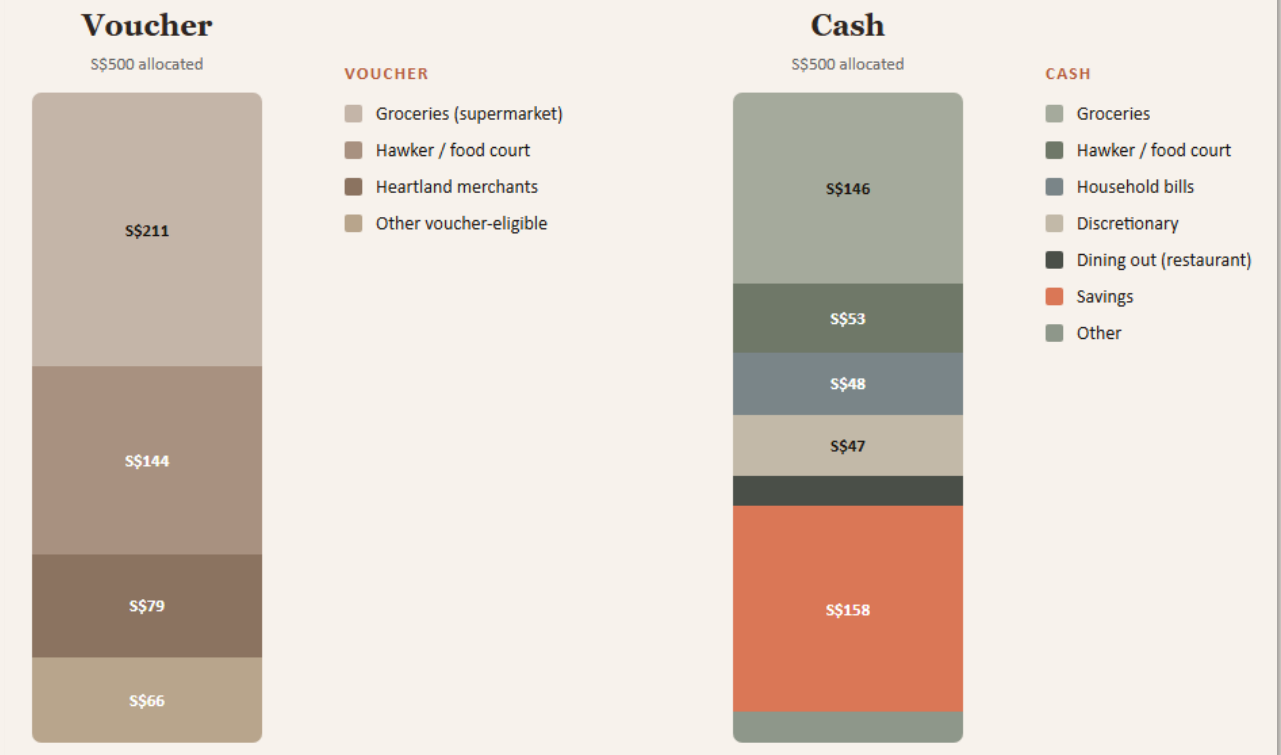 Voucher
S$500 allocated
S$211
S$144
S$79
S$66
VOUCHER
Groceries (supermarket)
Hawker / food court
Heartland merchants
Other voucher-eligible
Cash
S$500 allocated
S$146
S$53
S$48
S$47
S$158
CASH
Groceries
Hawker / food court
Household bills
Discretionary
Dining out (restaurant)
Savings
Other